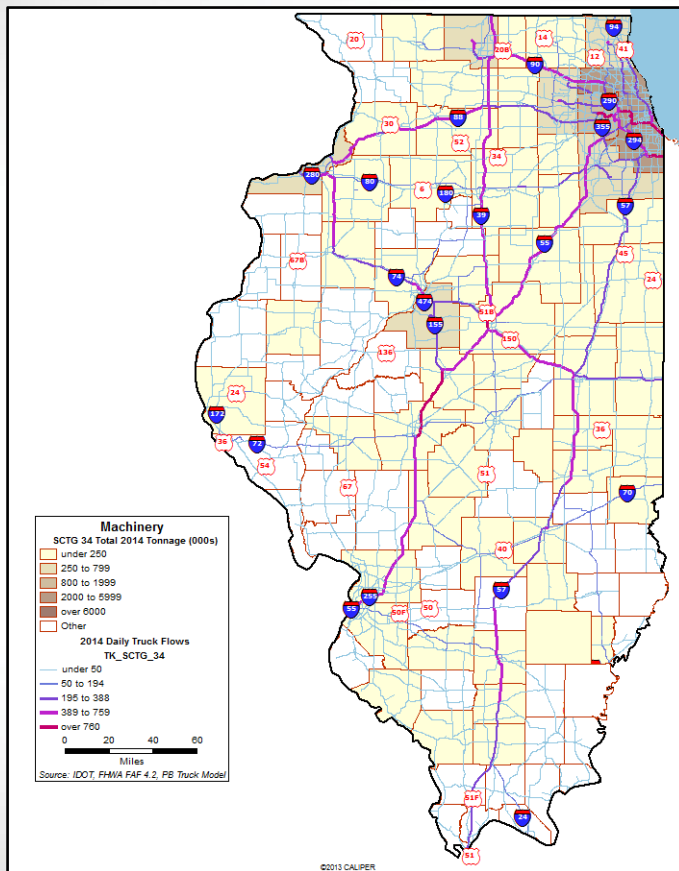 94
20
14
20B
12
41
90
290
88
30
355
294
52
34
280
80
6
180
39
57
55
45
67B
74
24
474
51B
155
150
136
24
172
36
36
72
54
51
67
70
40
57
255
55
50F
50
Machinery
SCTG 34 Total 2014 Tonnage (000s)
under 250
250 to 799
800 to 1999
2000 to 5999
over 6000
Other
2014 Daily Truck Flows
TK_SCTG_34
under 50
50 to 194
195 to 388
389 to 759
over 760
0 20 40 60
Miles
Source: IDOT, FHWA FAF 4.2, PB Truck Model
51F
24
51
©2013 CALIPER